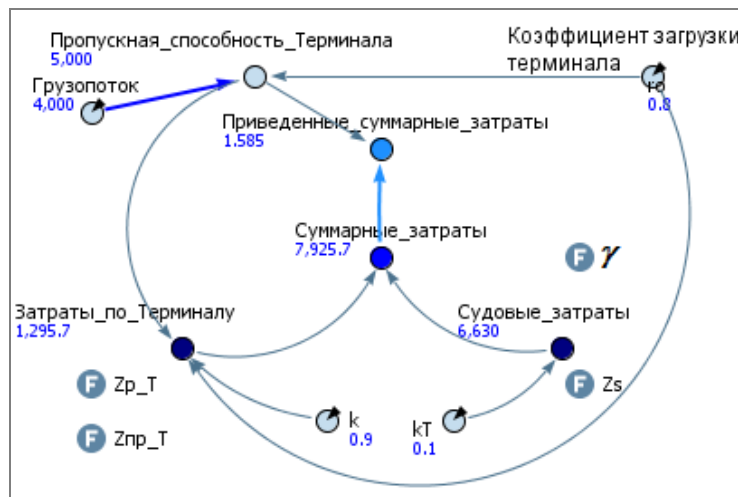 Пропускная_способность_Терминала
5,000
Коэффициент загрузки
терминала
Грузопоток
4,000
ro
0.8
Приведенные_суммарные_затраты
1.585
Суммарные_затраты
7,925.7
F γ
Затраты_по_Терминалу
1,295.7
Судовые_затраты
6,630
F Zp_T
F Zs
k
0.9
kT
0.1
F Zпр_T